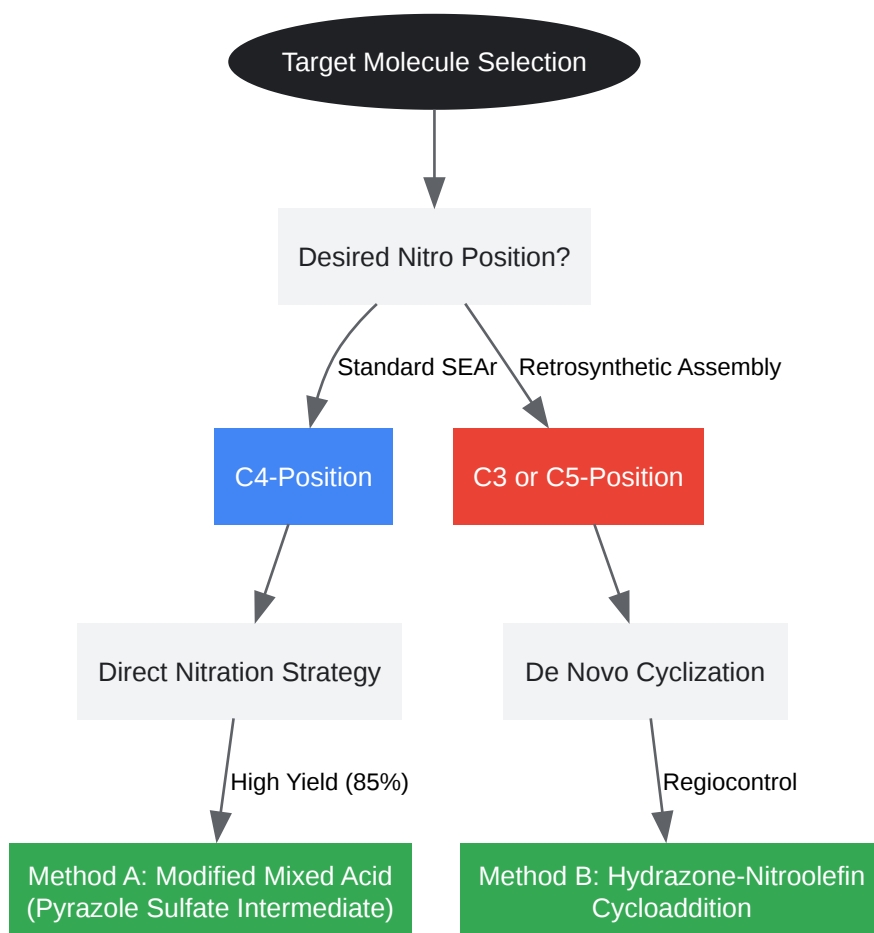 Target Molecule Selection
Desired Nitro Position?
Standard SEAr
Retrosynthetic Assembly
C4-Position
C3 or C5-Position
Direct Nitration Strategy
De Novo Cyclization
High Yield (85%)
Regiocontrol
Method A: Modified Mixed Acid
(Pyrazole Sulfate Intermediate)
Method B: Hydrazone-Nitroolefin
Cycloaddition